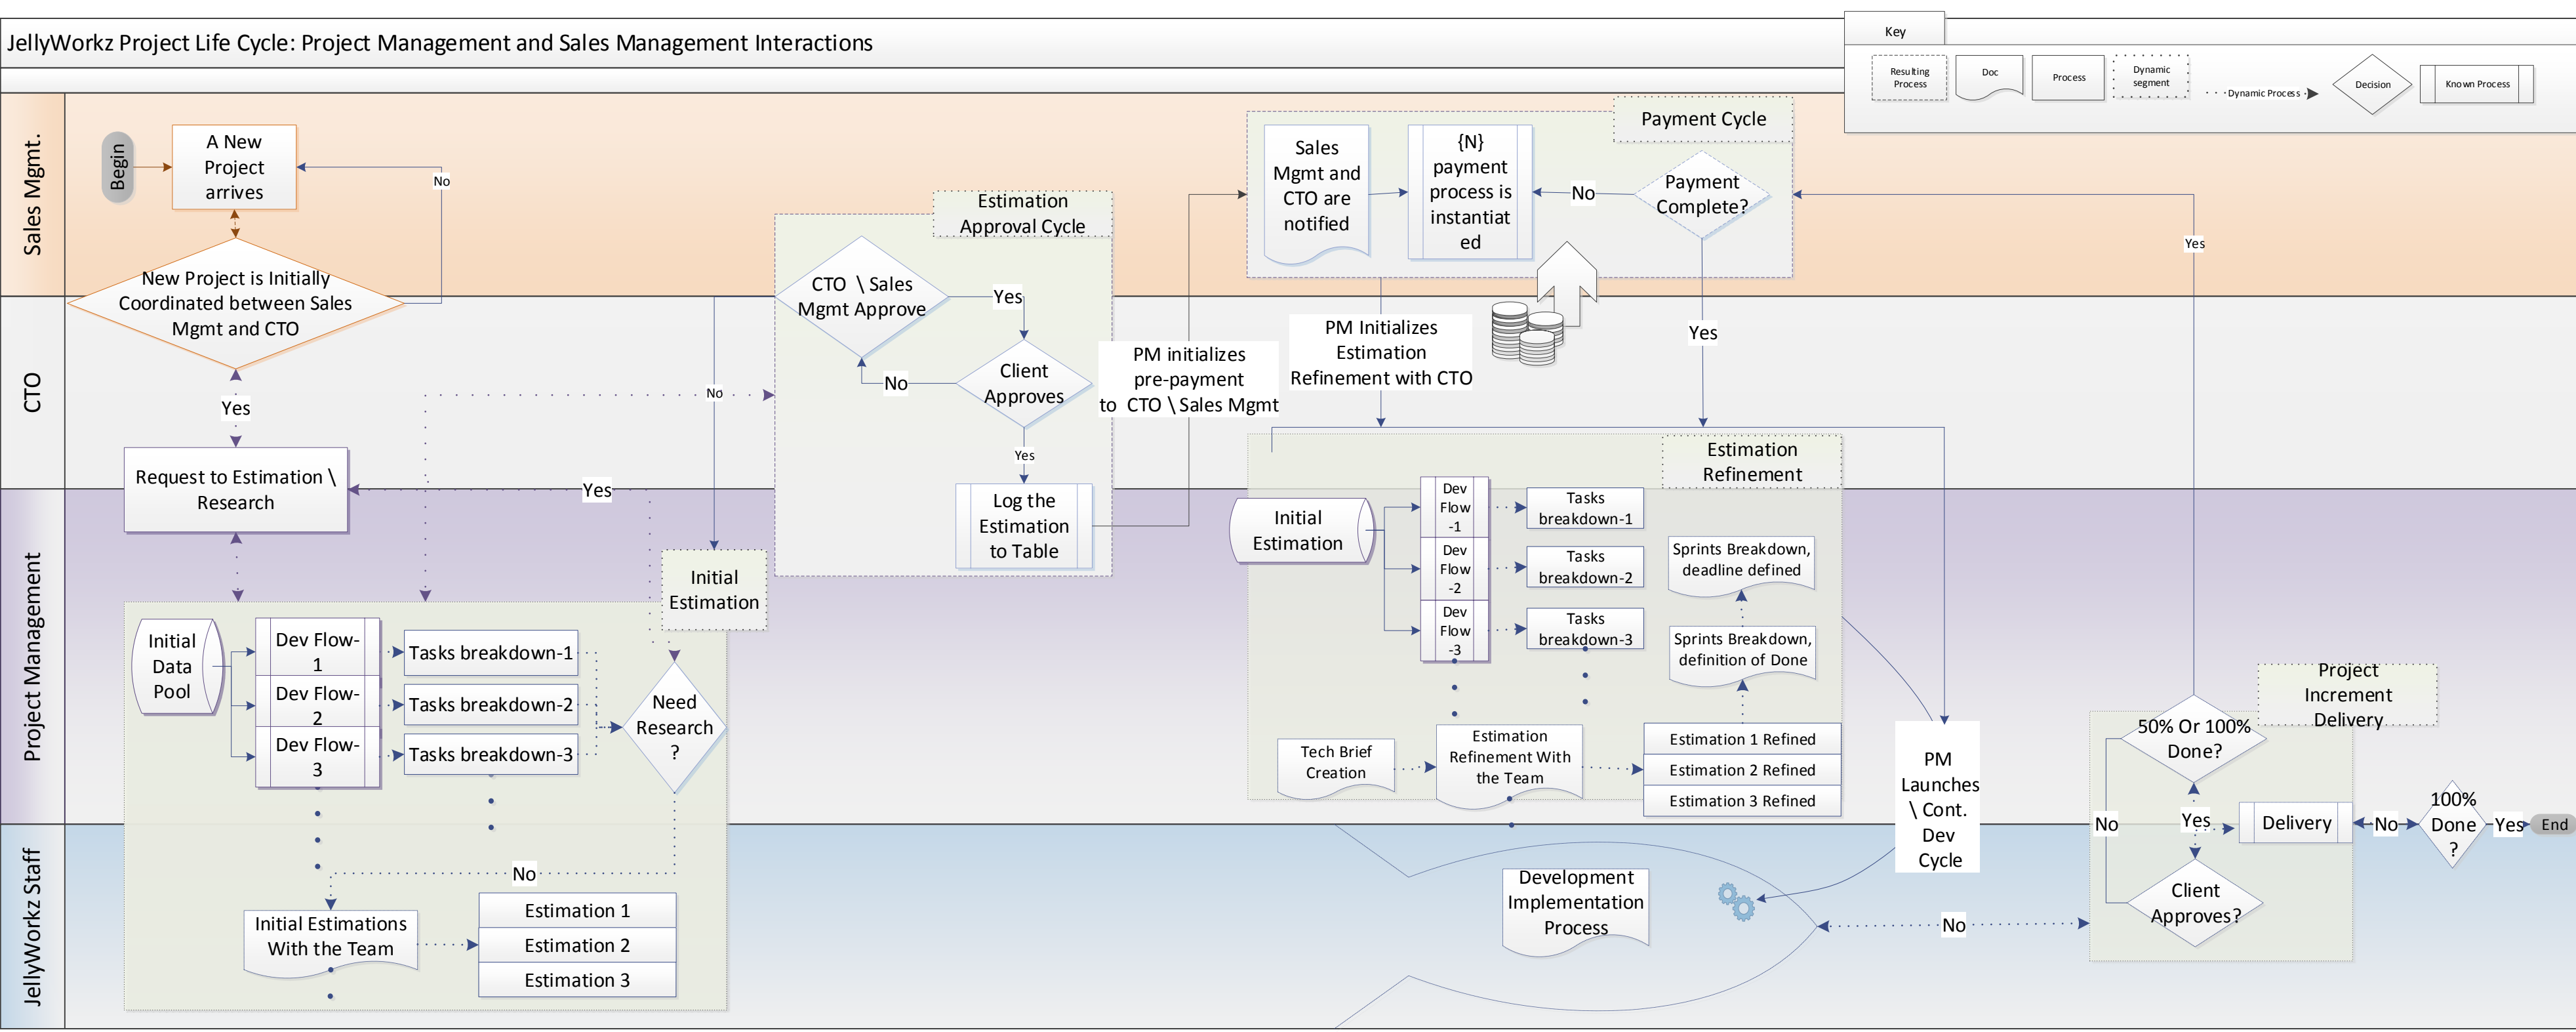 JellyWorkz Project Life Cycle: Project Management and Sales Management Interactions
Key
Resulting
Process
Doc
Process
Dynamic
segment
Dynamic Process
Decision
Known Process
Sales Mgmt.
Begin
A New
Project
arrives
No
New Project is Initially
Coordinated between Sales
Mgmt and CTO
Estimation
Approval Cycle
CTO \ Sales
Mgmt Approve
Yes
Payment Cycle
Sales
Mgmt and
CTO are
notified
{N}
payment
process is
instantiat
ed
No
Payment
Complete?
Yes
CTO
Yes
Request to Estimation \
Research
No
No
Client
Approves
Yes
Log the
Estimation
to Table
PM initializes
pre-payment
to CTO \ Sales Mgmt
PM Initializes
Estimation
Refinement with CTO
Yes
Estimation
Refinement
Project Management
Yes
Initial
Estimation
Initial
Data
Pool
Dev Flow-
1
Dev Flow-
2
Dev Flow-
3
Tasks breakdown-1
Tasks breakdown-2
Tasks breakdown-3
Need
Research
?
Initial
Estimation
Dev
Flow
-1
Dev
Flow
-2
Dev
Flow
-3
Tasks
breakdown-1
Tasks
breakdown-2
Tasks
breakdown-3
Sprints Breakdown,
deadline defined
Sprints Breakdown,
definition of Done
Tech Brief
Creation
Estimation
Refinement With
the Team
Estimation 1 Refined
Estimation 2 Refined
Estimation 3 Refined
PM
Launches
\ Cont.
Dev
Cycle
Project
Increment
Delivery
50% Or 100%
Done?
No
Yes
Delivery
No
100%
Done
?
Yes
End
JellyWorkz Staff
No
Initial Estimations
With the Team
Estimation 1
Estimation 2
Estimation 3
Development
Implementation
Process
No
Client
Approves?